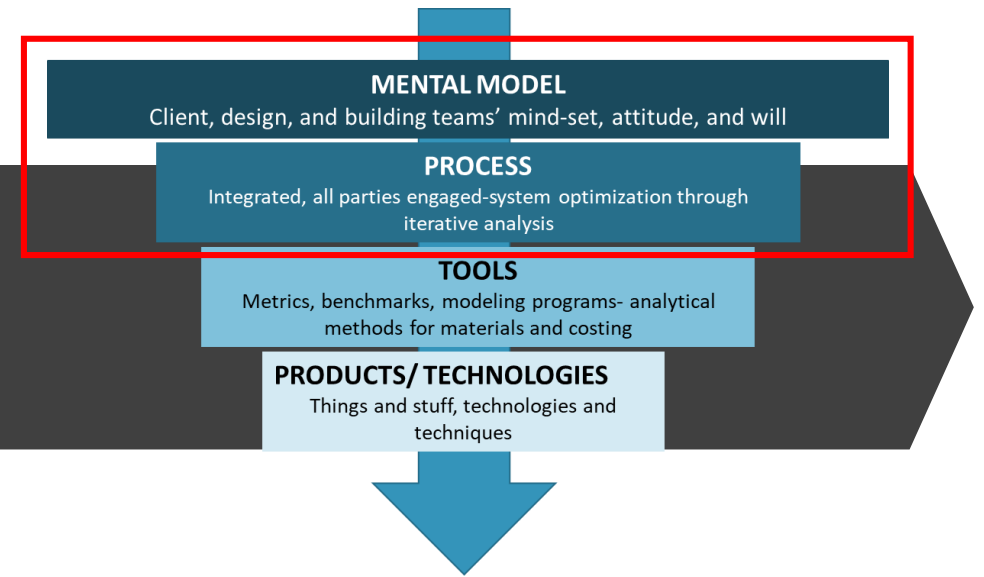 MENTAL MODEL
Client, design, and building teams’ mind-set, attitude, and will
PROCESS
Integrated, all parties engaged-system optimization through
iterative analysis
TOOLS
Metrics, benchmarks, modeling programs- analytical
methods for materials and costing
PRODUCTS/ TECHNOLOGIES
Things and stuff, technologies and
techniques